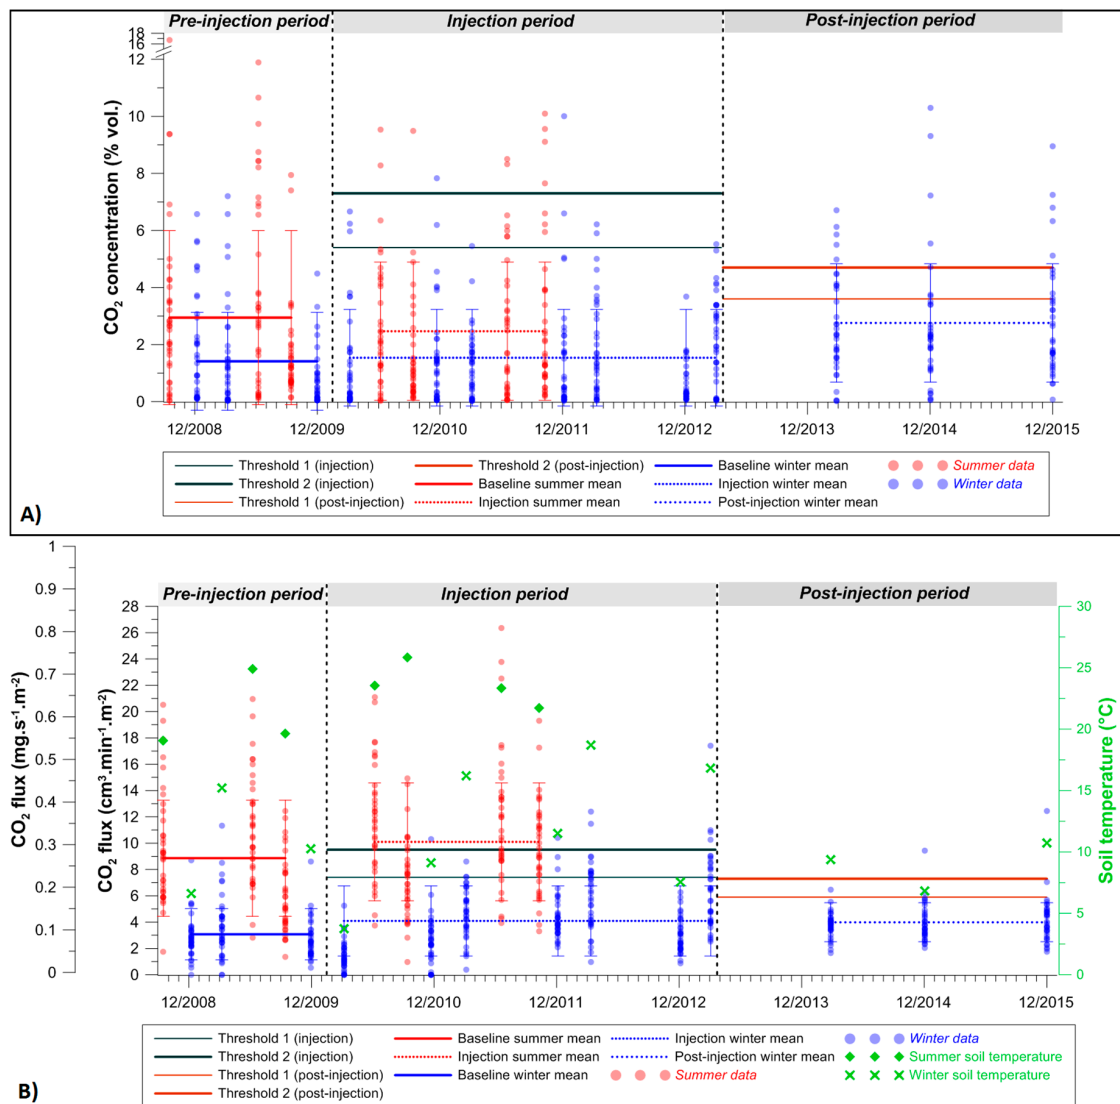 Pre-injection period Injection period Post-injection period
18
16
12
10
8
6
4
2
0
CO2 concentration (% vol.)
12/2008 12/2009 12/2010 12/2011 12/2012 12/2013 12/2014 12/2015
Threshold 1 (injection) Threshold 2 (post-injection) Baseline winter mean Summer data
Threshold 2 (injection) Baseline summer mean Injection winter mean Winter data
Threshold 1 (post-injection) Injection summer mean Post-injection winter mean
A)
1
0.9
0.8
0.7
0.6
0.5
0.4
0.3
0.2
0.1
0
CO2 flux (mg.s-1.m-2)
Pre-injection period Injection period Post-injection period
28
26
24
22
20
18
16
14
12
10
8
6
4
2
0
CO2 flux (cm3.min-1.m-2)
30
25
20
15
10
5
0
Soil temperature (°C)
12/2008 12/2009 12/2010 12/2011 12/2012 12/2013 12/2014 12/2015
Threshold 1 (injection) Baseline summer mean Injection winter mean Winter data
Threshold 2 (injection) Injection summer mean Post-injection winter mean Summer soil temperature
Threshold 1 (post-injection) Baseline winter mean Summer data Winter soil temperature
Threshold 2 (post-injection)
B)